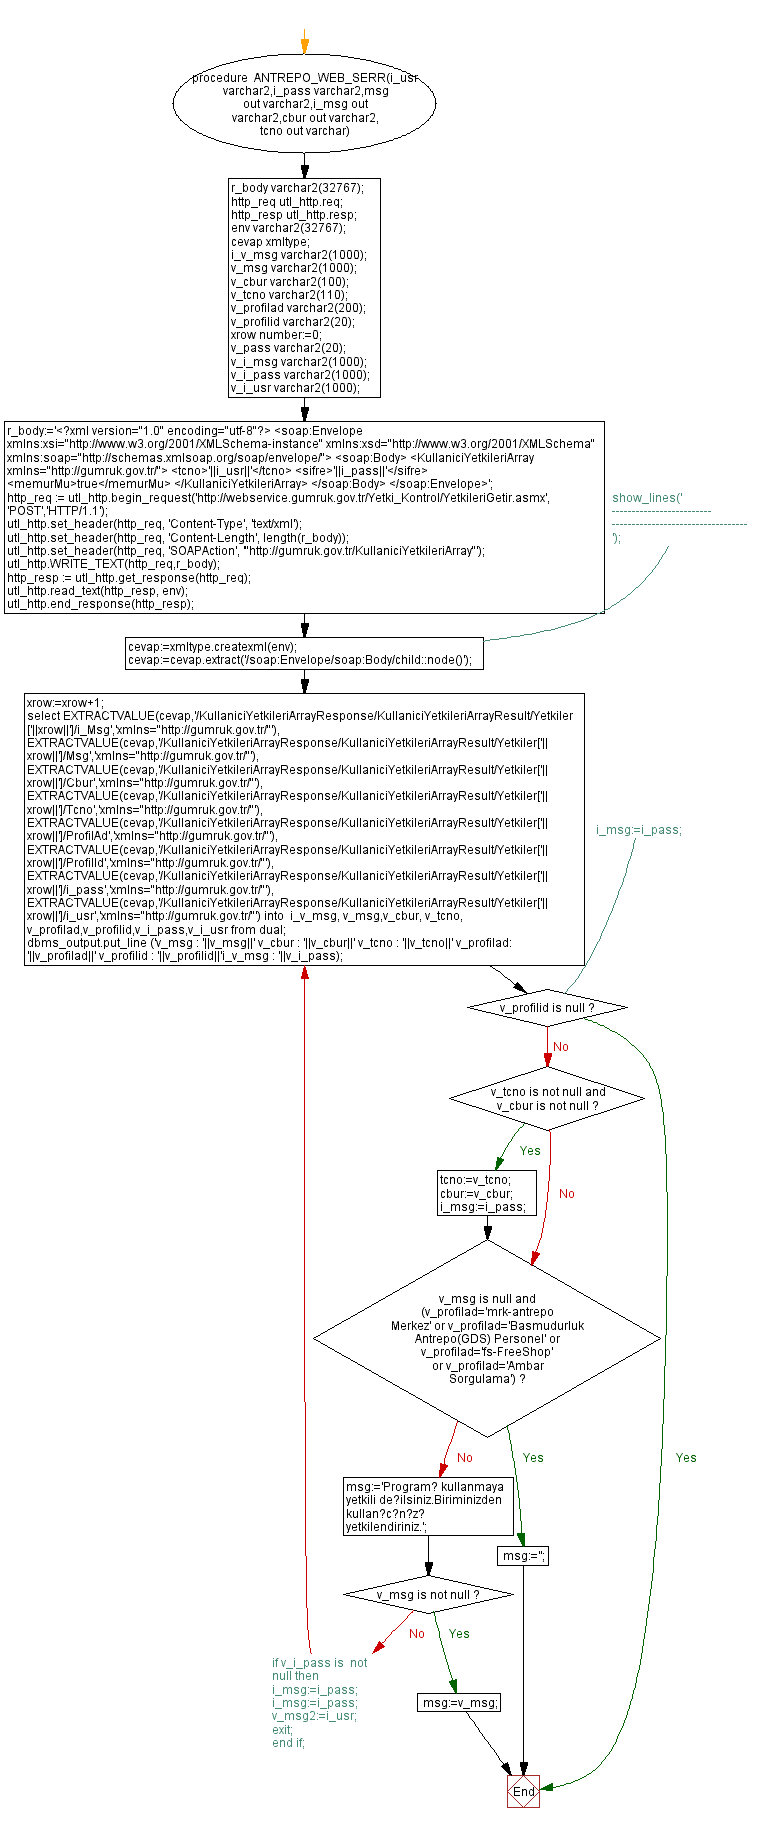 procedure  ANTREPO_WEB_SERR(i_usr
varchar2,i_pass varchar2,msg
out varchar2,i_msg out
varchar2,cbur out varchar2,
tcno out varchar)
r_body varchar2(32767);
http_req utl_http.req;
http_resp utl_http.resp;
env varchar2(32767);
cevap xmltype;
i_v_msg varchar2(1000);
v_msg varchar2(1000);
v_cbur varchar2(100);
v_tcno varchar2(110);
v_profilad varchar2(200);
v_profilid varchar2(20);
xrow number:=0;
v_pass varchar2(20);
v_i_msg varchar2(1000);
v_i_pass varchar2(1000);
v_i_usr varchar2(1000);
r_body:='<?xml version="1.0" encoding="utf-8"?> <soap:Envelope
xmlns:xsi="http://www.w3.org/2001/XMLSchema-instance" xmlns:xsd="http://www.w3.org/2001/XMLSchema"
xmlns:soap="http://schemas.xmlsoap.org/soap/envelope/"> <soap:Body> <KullaniciYetkileriArray
xmlns="http://gumruk.gov.tr/"> <tcno>'||i_usr||'</tcno> <sifre>'||i_pass||'</sifre>
<memurMu>true</memurMu> </KullaniciYetkileriArray> </soap:Body> </soap:Envelope>';
http_req := utl_http.begin_request('http://webservice.gumruk.gov.tr/Yetki_Kontrol/YetkileriGetir.asmx',
'POST','HTTP/1.1');
utl_http.set_header(http_req, 'Content-Type', 'text/xml');
utl_http.set_header(http_req, 'Content-Length', length(r_body));
utl_http.set_header(http_req, 'SOAPAction', '"http://gumruk.gov.tr/KullaniciYetkileriArray"');
utl_http.WRITE_TEXT(http_req,r_body);
http_resp := utl_http.get_response(http_req);
utl_http.read_text(http_resp, env);
utl_http.end_response(http_resp);
show_lines('
-------------------------
----------------------------------
');
cevap:=xmltype.createxml(env);
cevap:=cevap.extract('/soap:Envelope/soap:Body/child::node()');
xrow:=xrow+1;
select EXTRACTVALUE(cevap,'/KullaniciYetkileriArrayResponse/KullaniciYetkileriArrayResult/Yetkiler
['||xrow||']/i_Msg','xmlns="http://gumruk.gov.tr/"'),
EXTRACTVALUE(cevap,'/KullaniciYetkileriArrayResponse/KullaniciYetkileriArrayResult/Yetkiler['||
xrow||']/Msg','xmlns="http://gumruk.gov.tr/"'),
EXTRACTVALUE(cevap,'/KullaniciYetkileriArrayResponse/KullaniciYetkileriArrayResult/Yetkiler['||
xrow||']/Cbur','xmlns="http://gumruk.gov.tr/"'),
EXTRACTVALUE(cevap,'/KullaniciYetkileriArrayResponse/KullaniciYetkileriArrayResult/Yetkiler['||
xrow||']/Tcno','xmlns="http://gumruk.gov.tr/"'),
EXTRACTVALUE(cevap,'/KullaniciYetkileriArrayResponse/KullaniciYetkileriArrayResult/Yetkiler['||
xrow||']/ProfilAd','xmlns="http://gumruk.gov.tr/"'),
EXTRACTVALUE(cevap,'/KullaniciYetkileriArrayResponse/KullaniciYetkileriArrayResult/Yetkiler['||
xrow||']/ProfilId','xmlns="http://gumruk.gov.tr/"'),
EXTRACTVALUE(cevap,'/KullaniciYetkileriArrayResponse/KullaniciYetkileriArrayResult/Yetkiler['||
xrow||']/i_pass','xmlns="http://gumruk.gov.tr/"'),
EXTRACTVALUE(cevap,'/KullaniciYetkileriArrayResponse/KullaniciYetkileriArrayResult/Yetkiler['||
xrow||']/i_usr','xmlns="http://gumruk.gov.tr/"') into  i_v_msg, v_msg,v_cbur, v_tcno,
v_profilad,v_profilid,v_i_pass,v_i_usr from dual;
dbms_output.put_line ('v_msg : '||v_msg||' v_cbur : '||v_cbur||' v_tcno : '||v_tcno||' v_profilad:
'||v_profilad||' v_profilid : '||v_profilid||'i_v_msg : '||v_i_pass);
i_msg:=i_pass;
v_profilid is null ?
No
v_tcno is not null and
v_cbur is not null ?
Yes
tcno:=v_tcno;
cbur:=v_cbur;
i_msg:=i_pass;
No
v_msg is null and
(v_profilad='mrk-antrepo
Merkez' or v_profilad='Basmudurluk
Antrepo(GDS) Personel' or
v_profilad='fs-FreeShop'
or v_profilad='Ambar
Sorgulama') ?
No
Yes
Yes
msg:='Program? kullanmaya
yetkili de?ilsiniz.Biriminizden
kullan?c?n?z?
yetkilendiriniz.';
msg:='';
v_msg is not null ?
No
Yes
if v_i_pass is  not
null then
i_msg:=i_pass;
i_msg:=i_pass;
v_msg2:=i_usr;
exit;
end if;
msg:=v_msg;
End